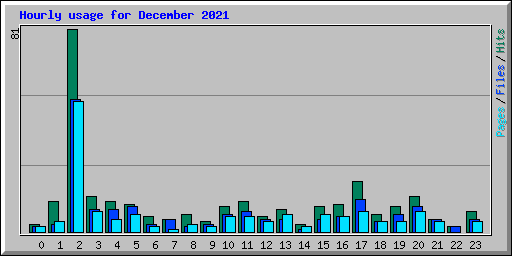 Hourly usage for December 2021
81
Pages / Files / Hits
0 1 2 3 4 5 6 7 8 9 10 11 12 13 14 15 16 17 18 19 20 21 22 23